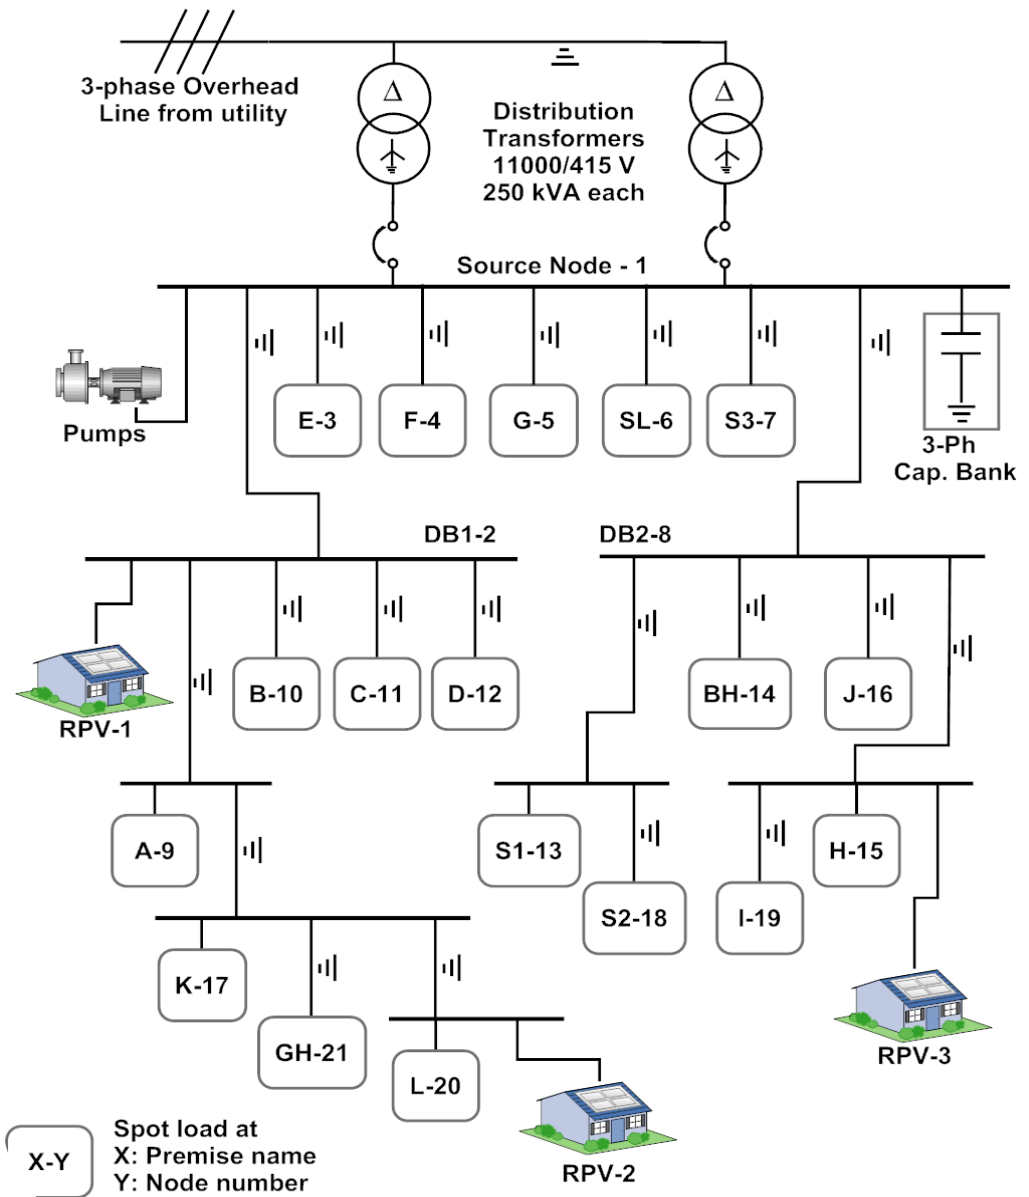 3-phase Overhead
Line from utility
Δ
Δ
Distribution
Transformers
11000/415 V
250 kVA each
Source Node - 1
Pumps
E-3
F-4
G-5
SL-6
S3-7
3-Ph
Cap. Bank
DB1-2
DB2-8
RPV-1
B-10
C-11
D-12
BH-14
J-16
A-9
S1-13
S2-18
I-19
H-15
K-17
GH-21
L-20
RPV-2
RPV-3
X-Y
Spot load at
X: Premise name
Y: Node number